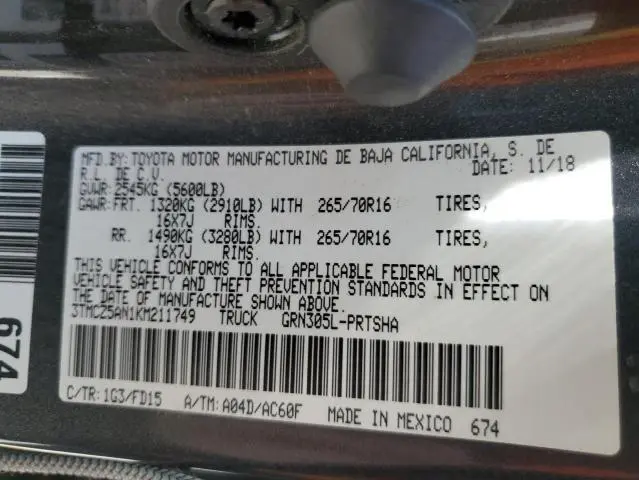 MFD.BY:TOYOTA MOTOR MANUFACTURING DE BAJA CALIFORNIA, S. DE
R.L. DE C.V. DATE: 11/18
GVWR:2545KG (5600LB)
GAWR:FRT. 1320KG (2910LB) WITH 265/70R16 TIRES,
16X7J RIMS.
RR. 1490KG (3280LB) WITH 265/70R16 TIRES,
16X7J RIMS.
THIS VEHICLE CONFORMS TO ALL APPLICABLE FEDERAL MOTOR
VEHICLE SAFETY AND THEFT PREVENTION STANDARDS IN EFFECT ON
THE DATE OF MANUFACTURE SHOWN ABOVE.
3TMCZ5AN1KM211749 TRUCK GRN305L-PRTSHA
C/TR:1G3/FD15 A/TM:A04D/AC60F MADE IN MEXICO 674
674